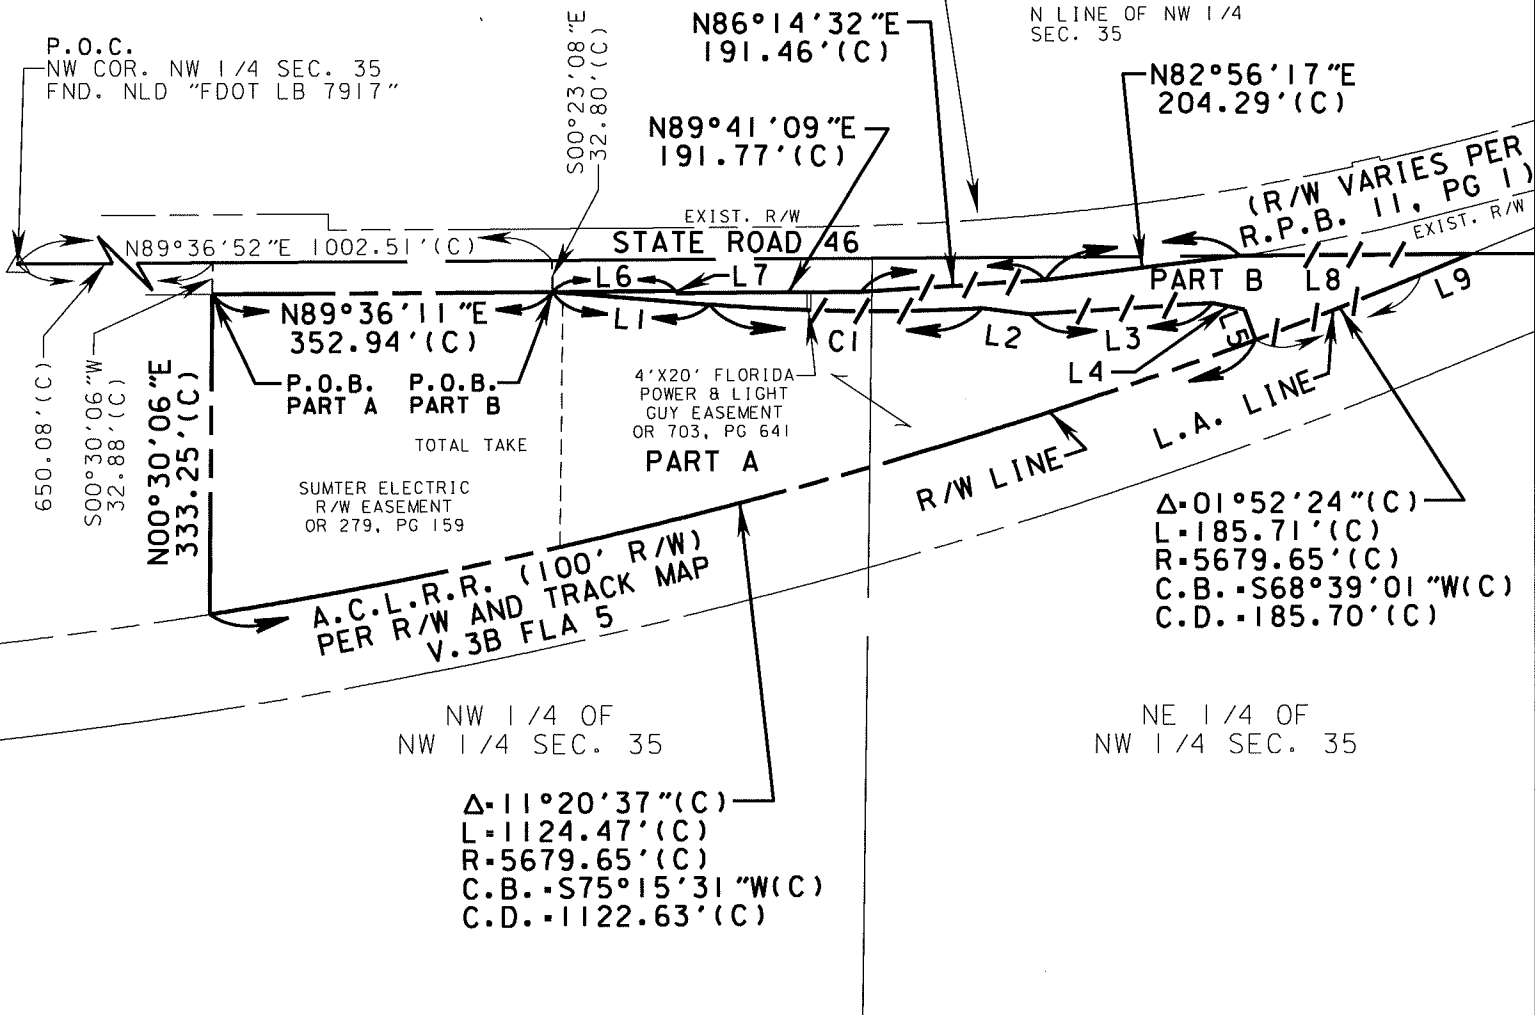 P.O.C.
NW COR. NW 1/4 SEC. 35
FND. NLD "FDOT LB 7917"
S00°23'08"E
32.80'(C)
N86°14'32"E
191.46'(C)
N LINE OF NW 1/4
SEC. 35
N82°56'17"E
204.29'(C)
N89°41'09"E
191.77'(C)
(R/W VARIES PER
R.P.B. 11, PG 1)
EXIST. R/W
EXIST. R/W
N89°36'52"E 1002.51'(C)
STATE ROAD 46
L6
L7
PART B
L8
L9
N89°36'11"E
352.94'(C)
L1
C1
L2
L3
L4
L5
650.08'(C)
S00°30'06"W
32.88'(C)
N00°30'06"E
333.25'(C)
P.O.B.
PART A
P.O.B.
PART B
TOTAL TAKE
4'X20' FLORIDA
POWER & LIGHT
GUY EASEMENT
OR 703, PG 641
PART A
SUMTER ELECTRIC
R/W EASEMENT
OR 279, PG 159
R/W LINE
L.A. LINE
Δ=01°52'24"(C)
L=185.71'(C)
R=5679.65'(C)
C.B.=S68°39'01"W(C)
C.D.=185.70'(C)
A.C.L.R.R. (100' R/W)
PER R/W AND TRACK MAP
V.3B FLA 5
NW 1/4 OF
NW 1/4 SEC. 35
NE 1/4 OF
NW 1/4 SEC. 35
Δ=11°20'37"(C)
L=1124.47'(C)
R=5679.65'(C)
C.B.=S75°15'31"W(C)
C.D.=1122.63'(C)